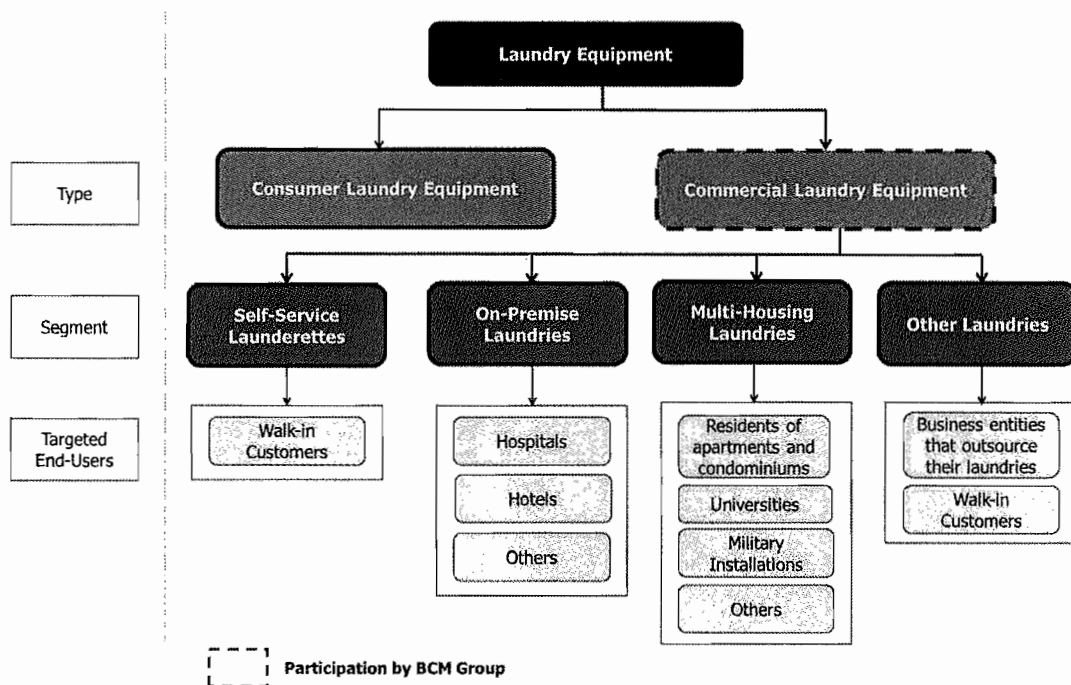 Laundry Equipment
Type
Consumer Laundry Equipment
Commercial Laundry Equipment
Segment
Self-Service
Launderettes
On-Premise
Laundries
Multi-Housing
Laundries
Other Laundries
Targeted
End-Users
Walk-in
Customers
Hospitals
Hotels
Others
Residents of
apartments and
condominiums
Universities
Military
Installations
Others
Business entities
that outsource
their laundries
Walk-in
Customers
Participation by BCM Group